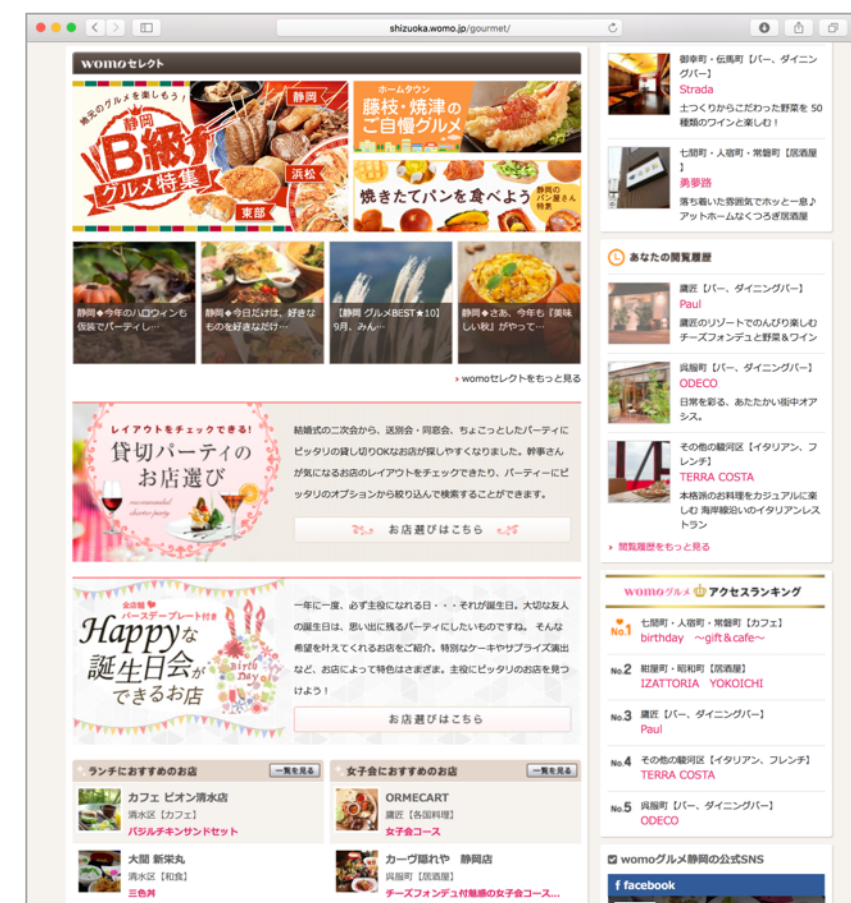 shizuoka.womo.jp/gourmet/
womoセレクト
地元のグルメを楽しもう！
静岡
B級
グルメ特集
静岡
浜松
東部
ホームタウン
藤枝・焼津の
ご自慢グルメ
焼きたてパンを食べよう
静岡の
パン屋さん
特集
静岡◆今年のハロウィンも
仮装でパーティし…
静岡◆今日だけは、好きな
ものを好きなだけ…
【静岡 グルメBEST★10】
9月、みん…
静岡◆さあ、今年も『美味
しい秋』がやって…
womoセレクトをもっと見る
レイアウトをチェックできる!
貸切パーティの
お店選び
recommended
charter party
結婚式の二次会から、送別会・同窓会、ちょこっとしたパーティに
ピッタリの貸し切りOKなお店が探しやすくなりました。幹事さん
が気になるお店のレイアウトをチェックできたり、パーティーにピ
ッタリのオプションから絞り込んで検索することができます。
お店選びはこちら
全店舗
バースデープレート付き
Happyな
誕生日会が
できるお店
Birth
Day
一年に一度、必ず主役になれる日・・・それが誕生日。大切な友人
の誕生日は、思い出に残るパーティにしたいものですね。 そんな
希望を叶えてくれるお店をご紹介。特別なケーキやサプライズ演出
など、お店によって特色はさまざま。主役にピッタリのお店を見つ
けよう！
お店選びはこちら
ランチにおすすめのお店
一覧を見る
カフェ ピオン清水店
清水区【カフェ】
バジルチキンサンドセット
大間 新栄丸
清水区【和食】
三色丼
女子会におすすめのお店
一覧を見る
ORMECART
鷹匠【各国料理】
女子会コース
カーヴ隠れや　静岡店
呉服町【居酒屋】
チーズフォンデュ付魅惑の女子会コース...
御幸町・伝馬町【バー、ダイニン
グバー】
Strada
土つくりからこだわった野菜を 50
種類のワインと楽しむ！
七間町・人宿町・常磐町【居酒屋
】
勇夢路
落ち着いた雰囲気でホッと一息♪
アットホームなくつろぎ居酒屋
あなたの閲覧履歴
鷹匠【バー、ダイニングバー】
Paul
鷹匠のリゾートでのんびり楽しむ
チーズフォンデュと野菜＆ワイン
呉服町【バー、ダイニングバー】
ODECO
日常を彩る、あたたかい街中オア
シス。
その他の駿河区【イタリアン、フ
レンチ】
TERRA COSTA
本格派のお料理をカジュアルに楽
しむ 海岸線沿いのイタリアンレス
トラン
閲覧履歴をもっと見る
womoグルメ アクセスランキング
No.1 七間町・人宿町・常磐町【カフェ】
birthday　～gift＆cafe～
No.2 紺屋町・昭和町【居酒屋】
IZATTORIA　YOKOICHI
No.3 鷹匠【バー、ダイニングバー】
Paul
No.4 その他の駿河区【イタリアン、フレンチ】
TERRA COSTA
No.5 呉服町【バー、ダイニングバー】
ODECO
womoグルメ静岡の公式SNS
f facebook